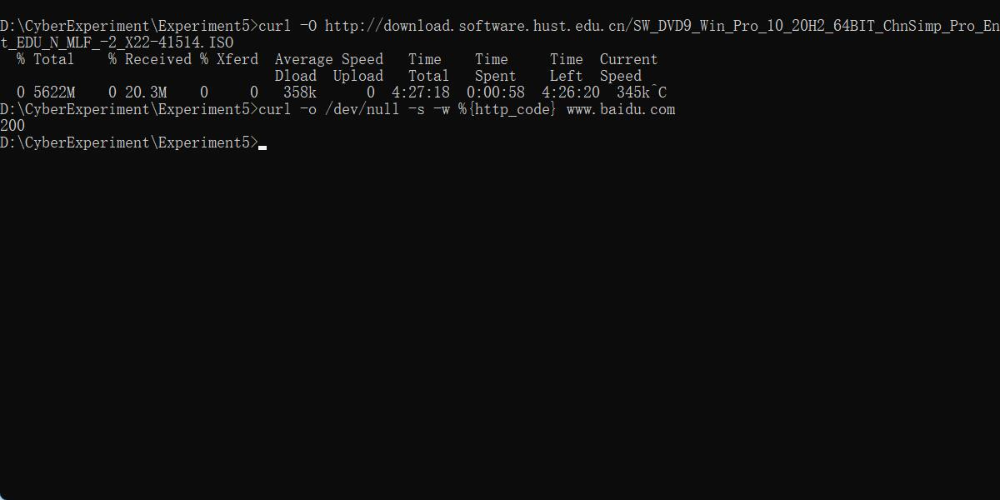 D:\CyberExperiment\Experiment5>curl -O http://download.software.hust.edu.cn/SW_DVD9_Win_Pro_10_20H2_64BIT_ChnSimp_Pro_En
t_EDU_N_MLF_-2_X22-41514.ISO
  % Total    % Received % Xferd  Average Speed   Time    Time     Time  Current
                                 Dload  Upload   Total   Spent    Left  Speed
  0 5622M    0 20.3M    0     0   358k      0  4:27:18  0:00:58  4:26:20  345k^C
D:\CyberExperiment\Experiment5>curl -o /dev/null -s -w %{http_code} www.baidu.com
200
D:\CyberExperiment\Experiment5>